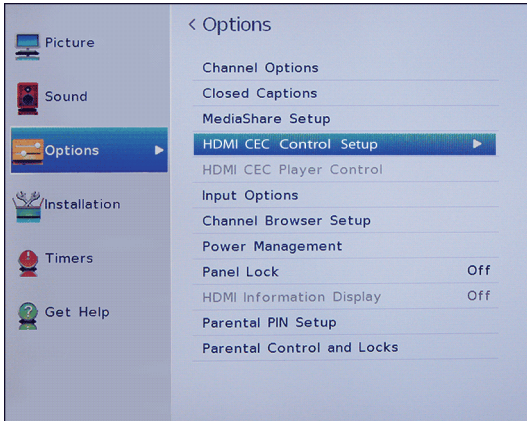 Picture
Sound
Options
Installation
Timers
Get Help
< Options
Channel Options
Closed Captions
MediaShare Setup
HDMI CEC Control Setup
HDMI CEC Player Control
Input Options
Channel Browser Setup
Power Management
Panel Lock Off
HDMI Information Display Off
Parental PIN Setup
Parental Control and Locks